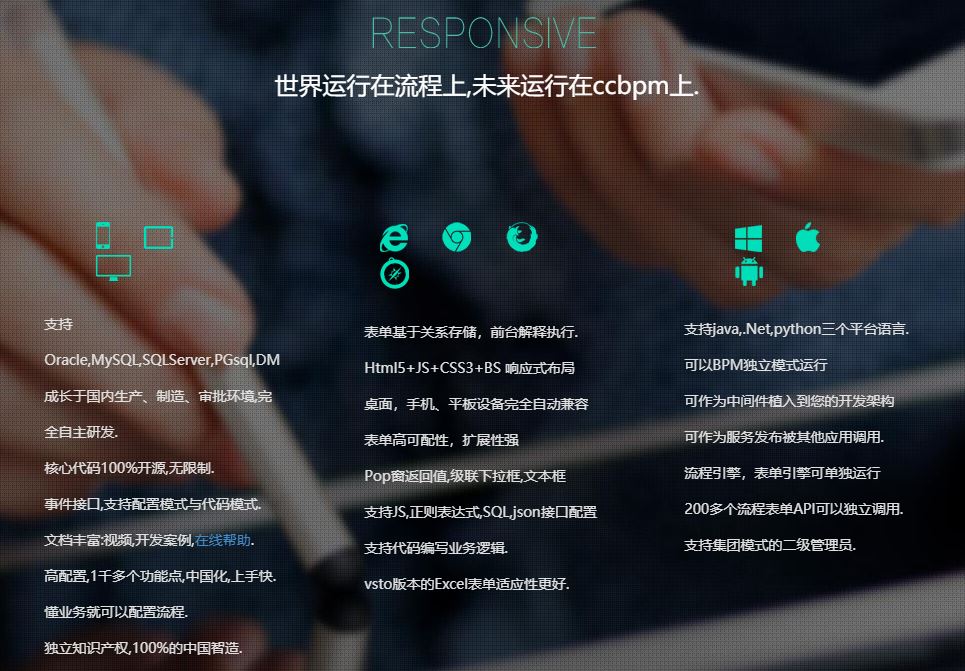 RESPONSIVE
世界运行在流程上,未来运行在ccbpm上.
支持
Oracle,MySQL,SQLServer,PGsql,DM
成长于国内生产、制造、审批环境,完
全自主研发.
核心代码100%开源,无限制.
事件接口,支持配置模式与代码模式.
文档丰富:视频,开发案例,在线帮助.
高配置,1千多个功能点,中国化,上手快.
懂业务就可以配置流程.
独立知识产权,100%的中国智造.
表单基于关系存储，前台解释执行.
Html5+JS+CSS3+BS 响应式布局
桌面，手机、平板设备完全自动兼容
表单高可配性，扩展性强
Pop窗返回值,级联下拉框,文本框
支持JS,正则表达式,SQL,json接口配置
支持代码编写业务逻辑.
vsto版本的Excel表单适应性更好.
支持java,.Net,python三个平台语言.
可以BPM独立模式运行
可作为中间件植入到您的开发架构
可作为服务发布被其他应用调用.
流程引擎，表单引擎可单独运行
200多个流程表单API可以独立调用.
支持集团模式的二级管理员.